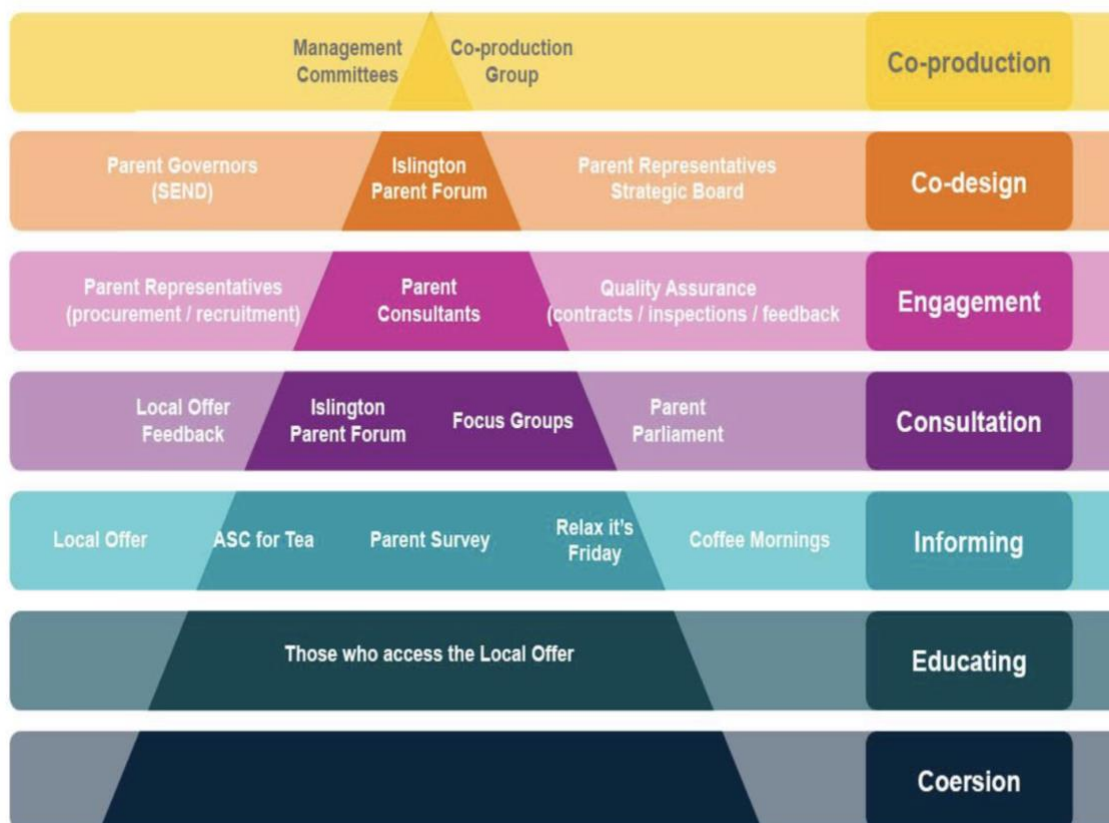 Management
Committees
Co-production
Group
Co-production
Parent Governors
(SEND)
Islington
Parent Forum
Parent Representatives
Strategic Board
Co-design
Parent Representatives
(procurement / recruitment)
Parent
Consultants
Quality Assurance
(contracts / inspections / feedback
Engagement
Local Offer
Feedback
Islington
Parent Forum
Focus Groups
Parent
Parliament
Consultation
Local Offer
ASC for Tea
Parent Survey
Relax it's
Friday
Coffee Mornings
Informing
Those who access the Local Offer
Educating
Coersion